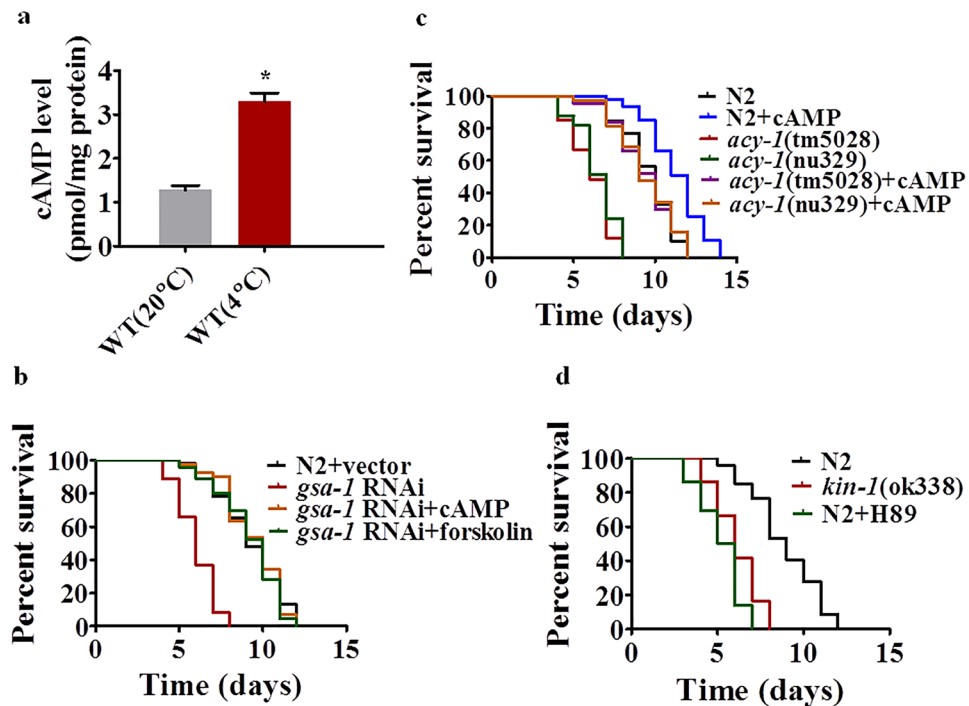 a
cAMP level
(pmol/mg protein)
4
3
2
1
0
*
WT(20°C)
WT(4°C)
c
Percent survival
100
80
60
40
20
0
0 5 10 15
Time (days)
N2
N2+cAMP
acy-1(tm5028)
acy-1(nu329)
acy-1(tm5028)+cAMP
acy-1(nu329)+cAMP
b
Percent survival
100
80
60
40
20
0
0 5 10 15
Time (days)
N2+vector
gsa-1 RNAi
gsa-1 RNAi+cAMP
gsa-1 RNAi+forskolin
d
Percent survival
100
80
60
40
20
0
0 5 10 15
Time (days)
N2
kin-1(ok338)
N2+H89